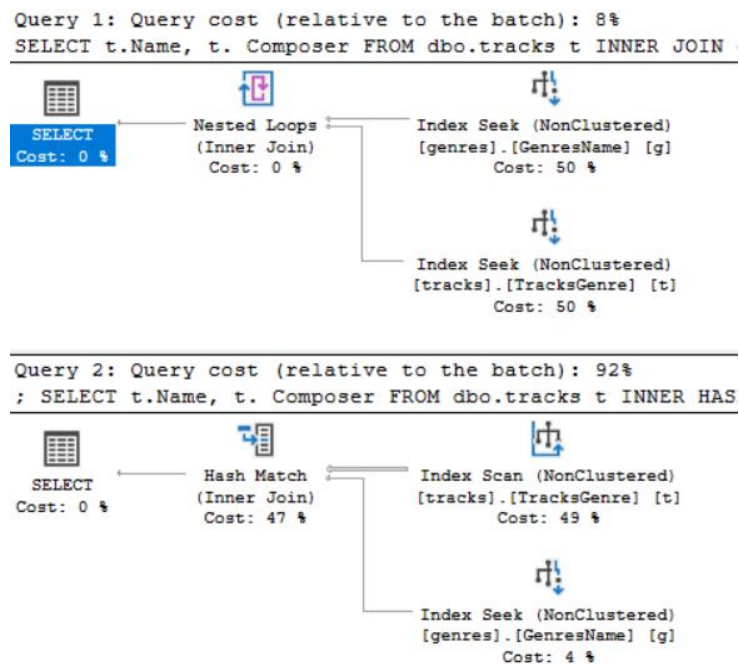 Query 1: Query cost (relative to the batch): 8%
SELECT t.Name, t. Composer FROM dbo.tracks t INNER JOIN
SELECT
Cost: 0 %
Nested Loops
(Inner Join)
Cost: 0 %
Index Seek (NonClustered)
[genres].[GenresName] [g]
Cost: 50 %
Index Seek (NonClustered)
[tracks].[TracksGenre] [t]
Cost: 50 %
Query 2: Query cost (relative to the batch): 92%
; SELECT t.Name, t. Composer FROM dbo.tracks t INNER HAS
SELECT
Cost: 0 %
Hash Match
(Inner Join)
Cost: 47 %
Index Scan (NonClustered)
[tracks].[TracksGenre] [t]
Cost: 49 %
Index Seek (NonClustered)
[genres].[GenresName] [g]
Cost: 4 %